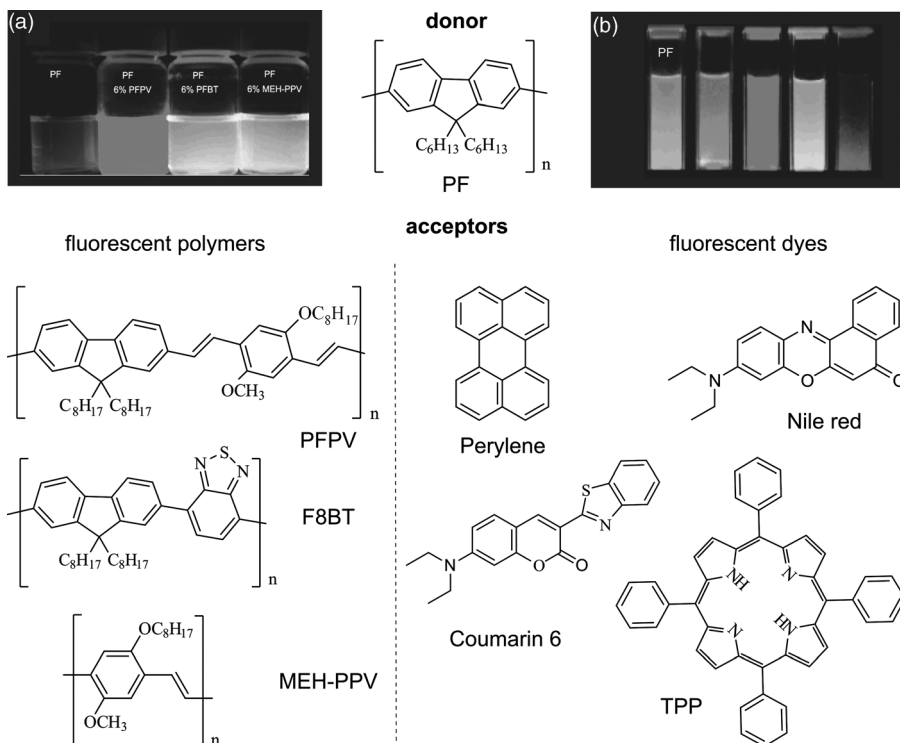 (a)
PF
PF
6% PFPV
PF
6% PFBT
PF
6% MEH-PPV
donor
C6H13 C6H13
n
PF
(b)
PF
acceptors
fluorescent polymers
fluorescent dyes
OC8H17
OCH3
C8H17 C8H17
n
PFPV
N S N
C8H17 C8H17
n
F8BT
OC8H17
OCH3
n
MEH-PPV
Perylene
N
N
O
O
Nile red
S
N
N
O
O
Coumarin 6
NH
N
N
HN
TPP